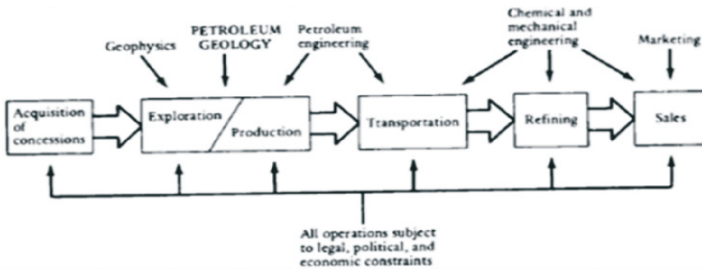 Geophysics
PETROLEUM
GEOLOGY
Petroleum
engineering
Chemical and
mechanical
engineering
Marketing
Acquisition
of
concessions
Exploration
Production
Transportation
Refining
Sales
All operations subject
to legal, political, and
economic constraints